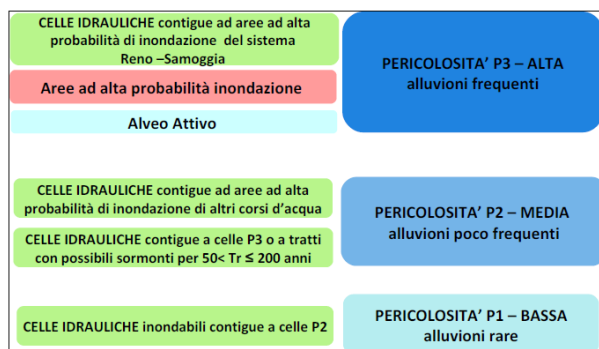 CELLE IDRAULICHE contigue ad aree ad alta
probabilità di inondazione del sistema
Reno –Samoggia
Aree ad alta probabilità inondazione
Alveo Attivo
PERICOLOSITA’ P3 – ALTA
alluvioni frequenti
CELLE IDRAULICHE contigue ad aree ad alta
probabilità di inondazione di altri corsi d’acqua
CELLE IDRAULICHE contigue a celle P3 o a tratti
con possibili sormonti per 50< Tr ≤ 200 anni
PERICOLOSITA’ P2 – MEDIA
alluvioni poco frequenti
CELLE IDRAULICHE inondabili contigue a celle P2
PERICOLOSITA’ P1 – BASSA
alluvioni rare